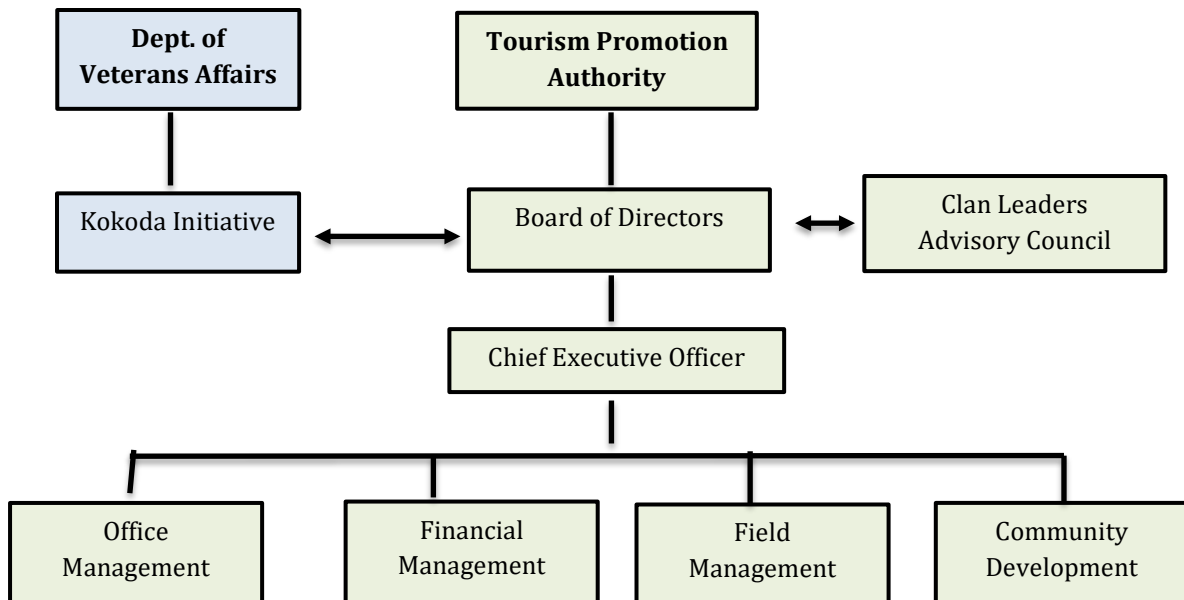 Dept. of
Veterans Affairs
Tourism Promotion
Authority
Kokoda Initiative
Board of Directors
Clan Leaders
Advisory Council
Chief Executive Officer
Office
Management
Financial
Management
Field
Management
Community
Development